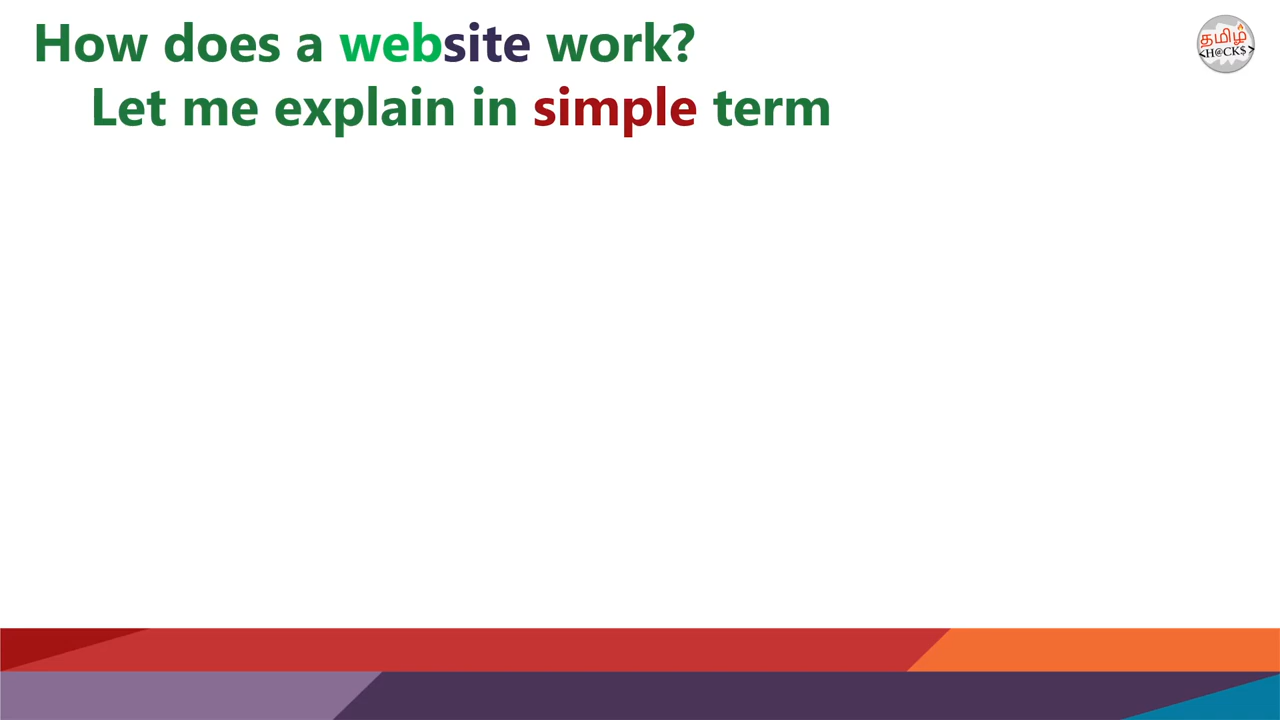 How does a website work?
Let me explain in simple term
தமிழ்
<H@CK$>